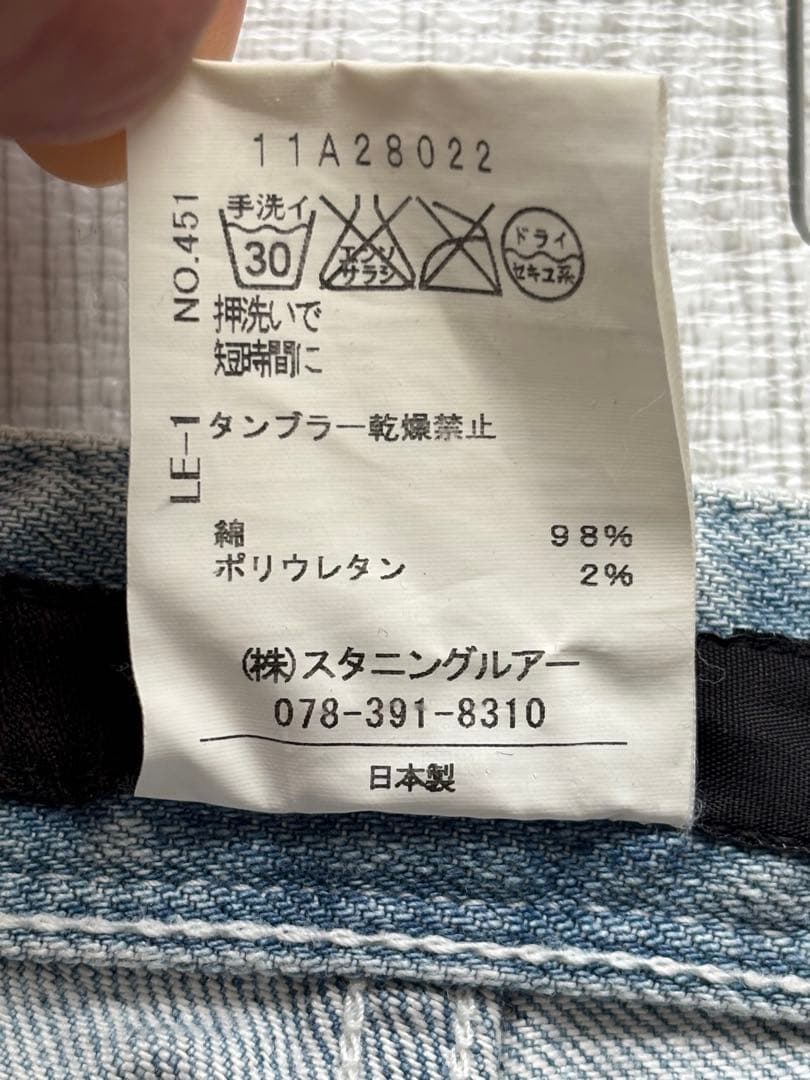 11A28022
手洗イ
30
エンソ
サラシ
ドライ
セキユ系
NO.451
押洗いで
短時間に
LE-1
タンブラー乾燥禁止
綿 98%
ポリウレタン 2%
(株)スタニングルアー
078-391-8310
日本製